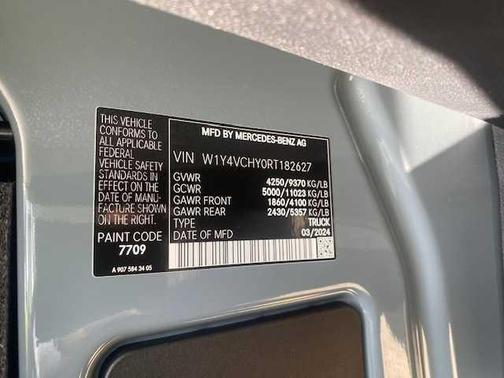 THIS VEHICLE
CONFORMS TO
ALL APPLICABLE
FEDERAL
VEHICLE SAFETY
STANDARDS IN
EFFECT ON THE
DATE OF MANU-
FACTURE SHOWN
ON THE RIGHT.
PAINT CODE
7709
A 907 584 34 05
MFD BY MERCEDES-BENZ AG
VIN W1Y4VCHY0RT182627
GVWR 4250/9370 KG/LB
GCWR 5000/11023 KG/LB
GAWR FRONT 1860/4100 KG/LB
GAWR REAR 2430/5357 KG/LB
TYPE TRUCK
DATE OF MFD 03/2024